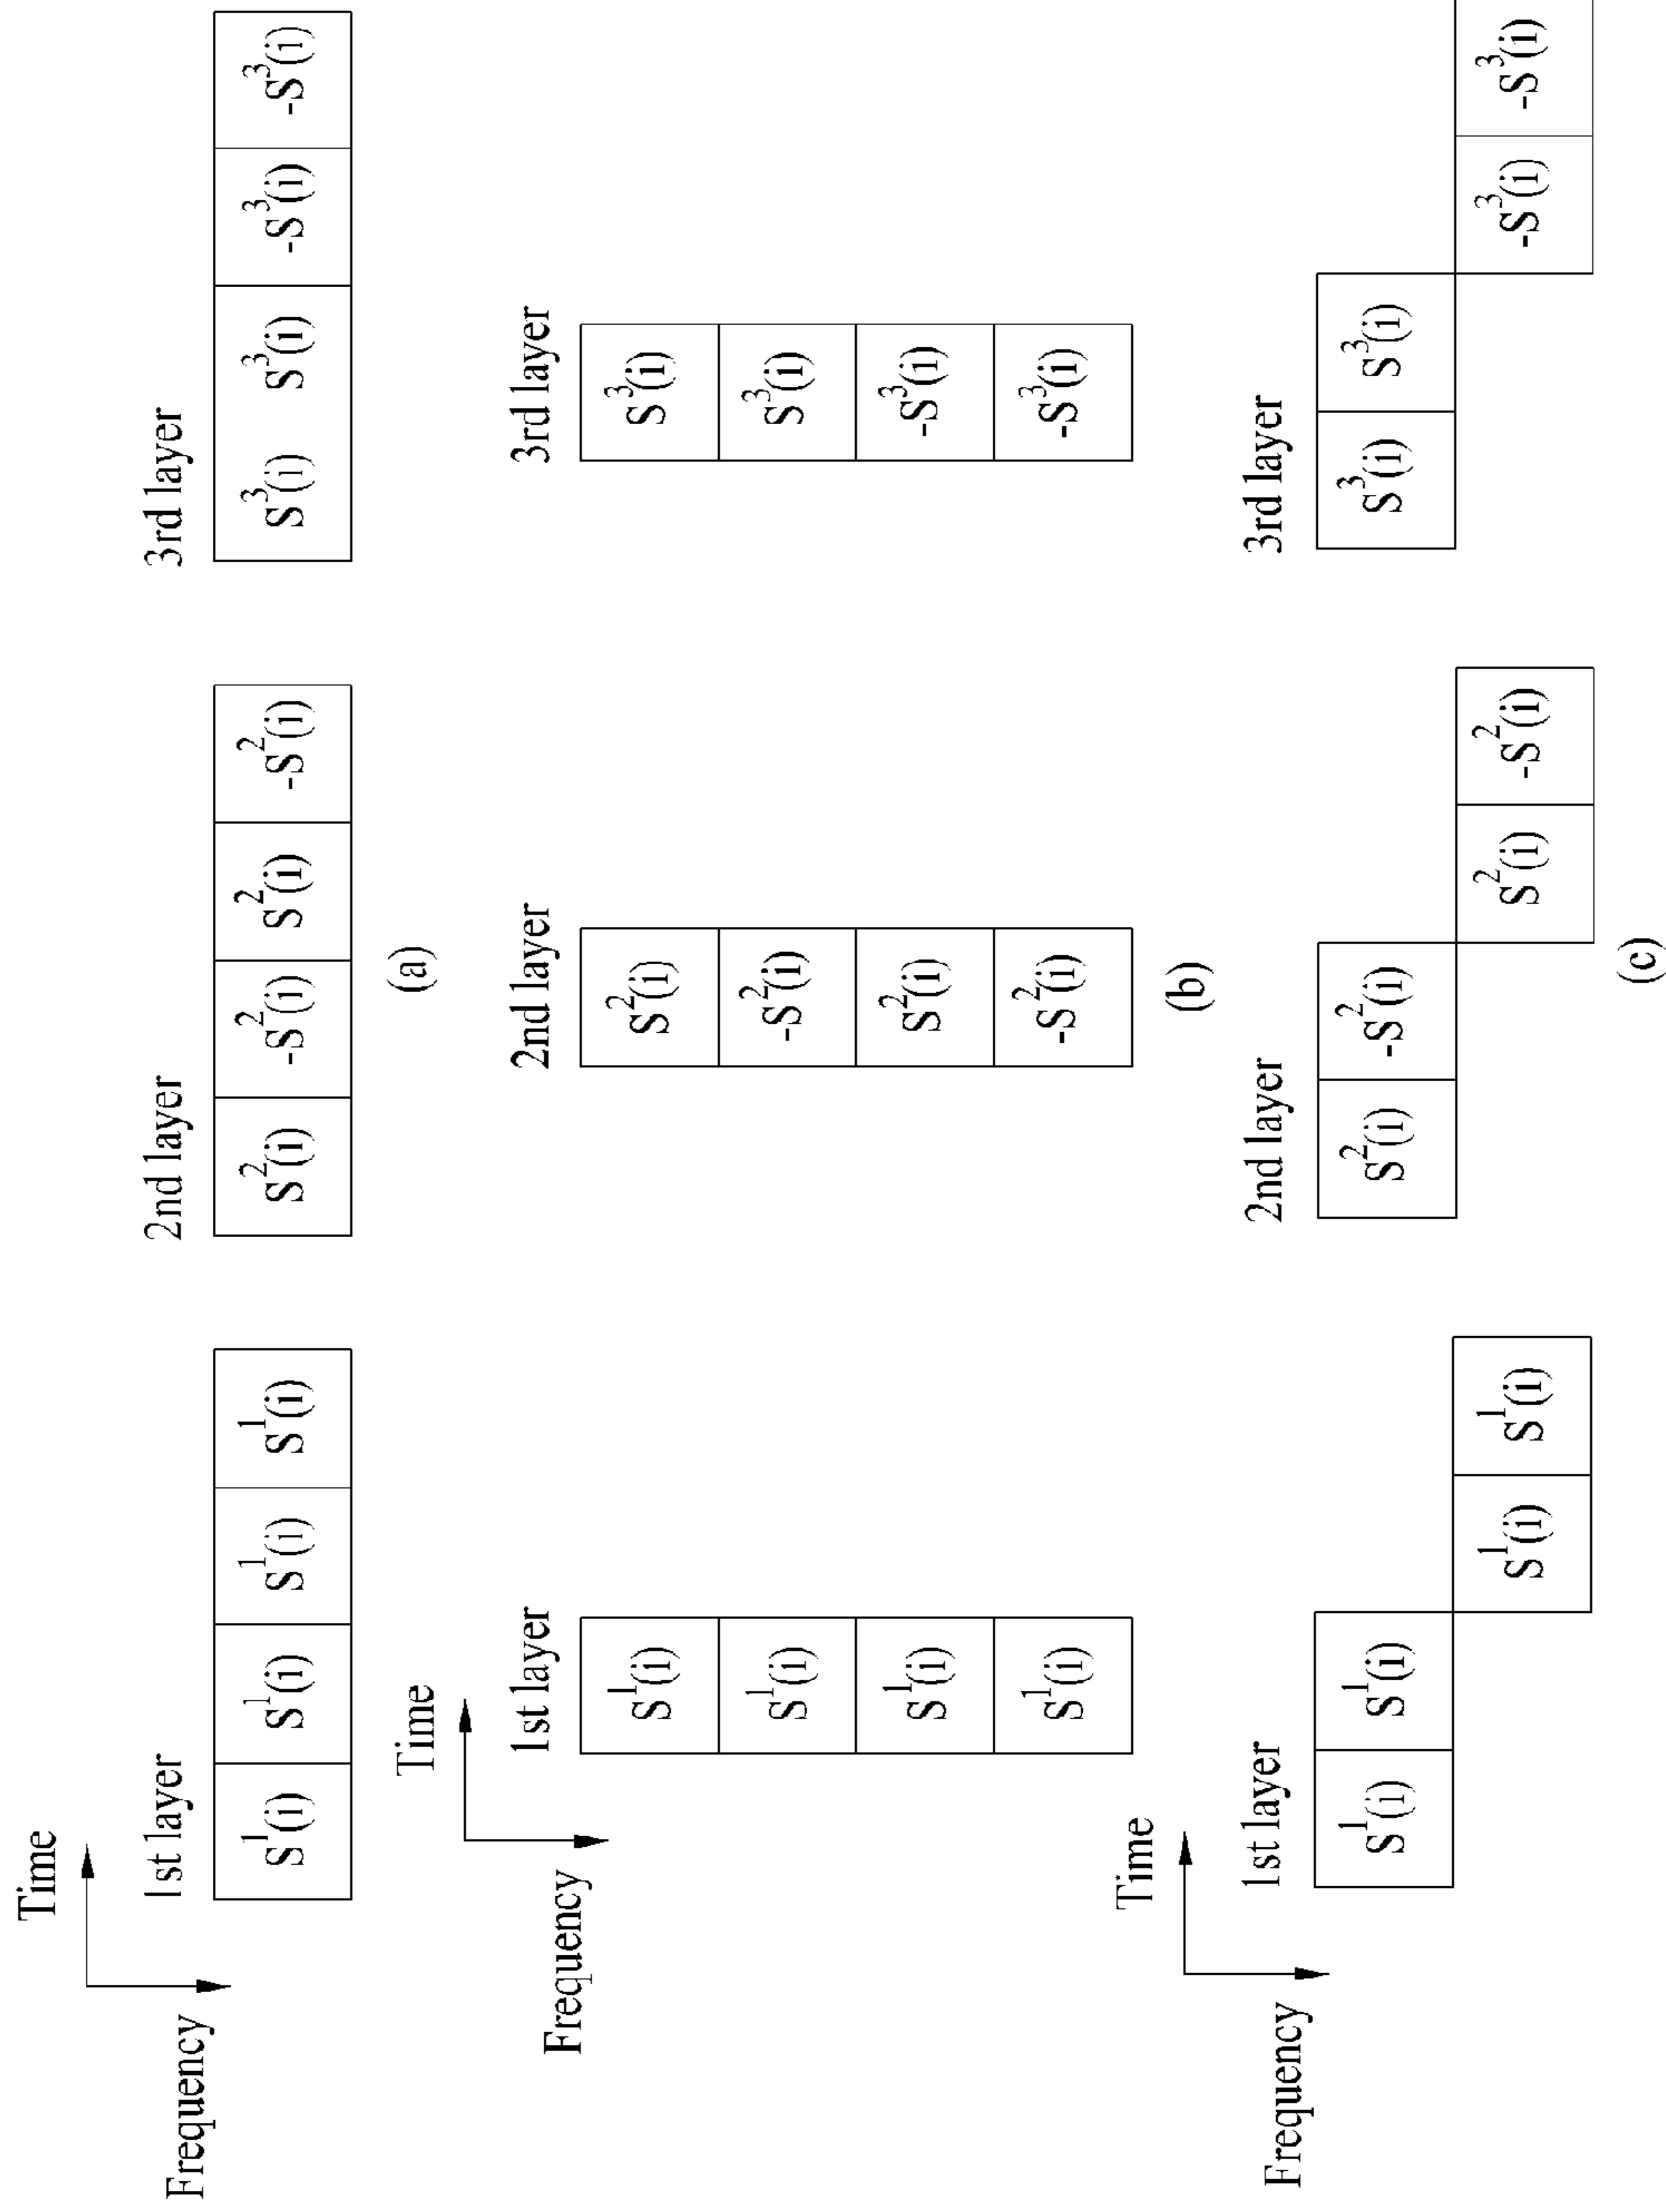 Time
Frequency
1st layer 2nd layer 3rd layer
S¹(i) S¹(i) S¹(i) S¹(i) S²(i) -S²(i) S²(i) -S²(i) S³(i) S³(i) -S³(i) -S³(i)
(a)
Time
Frequency
1st layer 2nd layer 3rd layer
S¹(i) S²(i) S³(i)
S¹(i) -S²(i) S³(i)
S¹(i) S²(i) -S³(i)
S¹(i) -S²(i) -S³(i)
(b)
Time
Frequency
1st layer 2nd layer 3rd layer
S¹(i) S¹(i) S²(i) -S²(i) S³(i) S³(i)
S¹(i) S¹(i) S²(i) -S²(i) -S³(i) -S³(i)
(c)